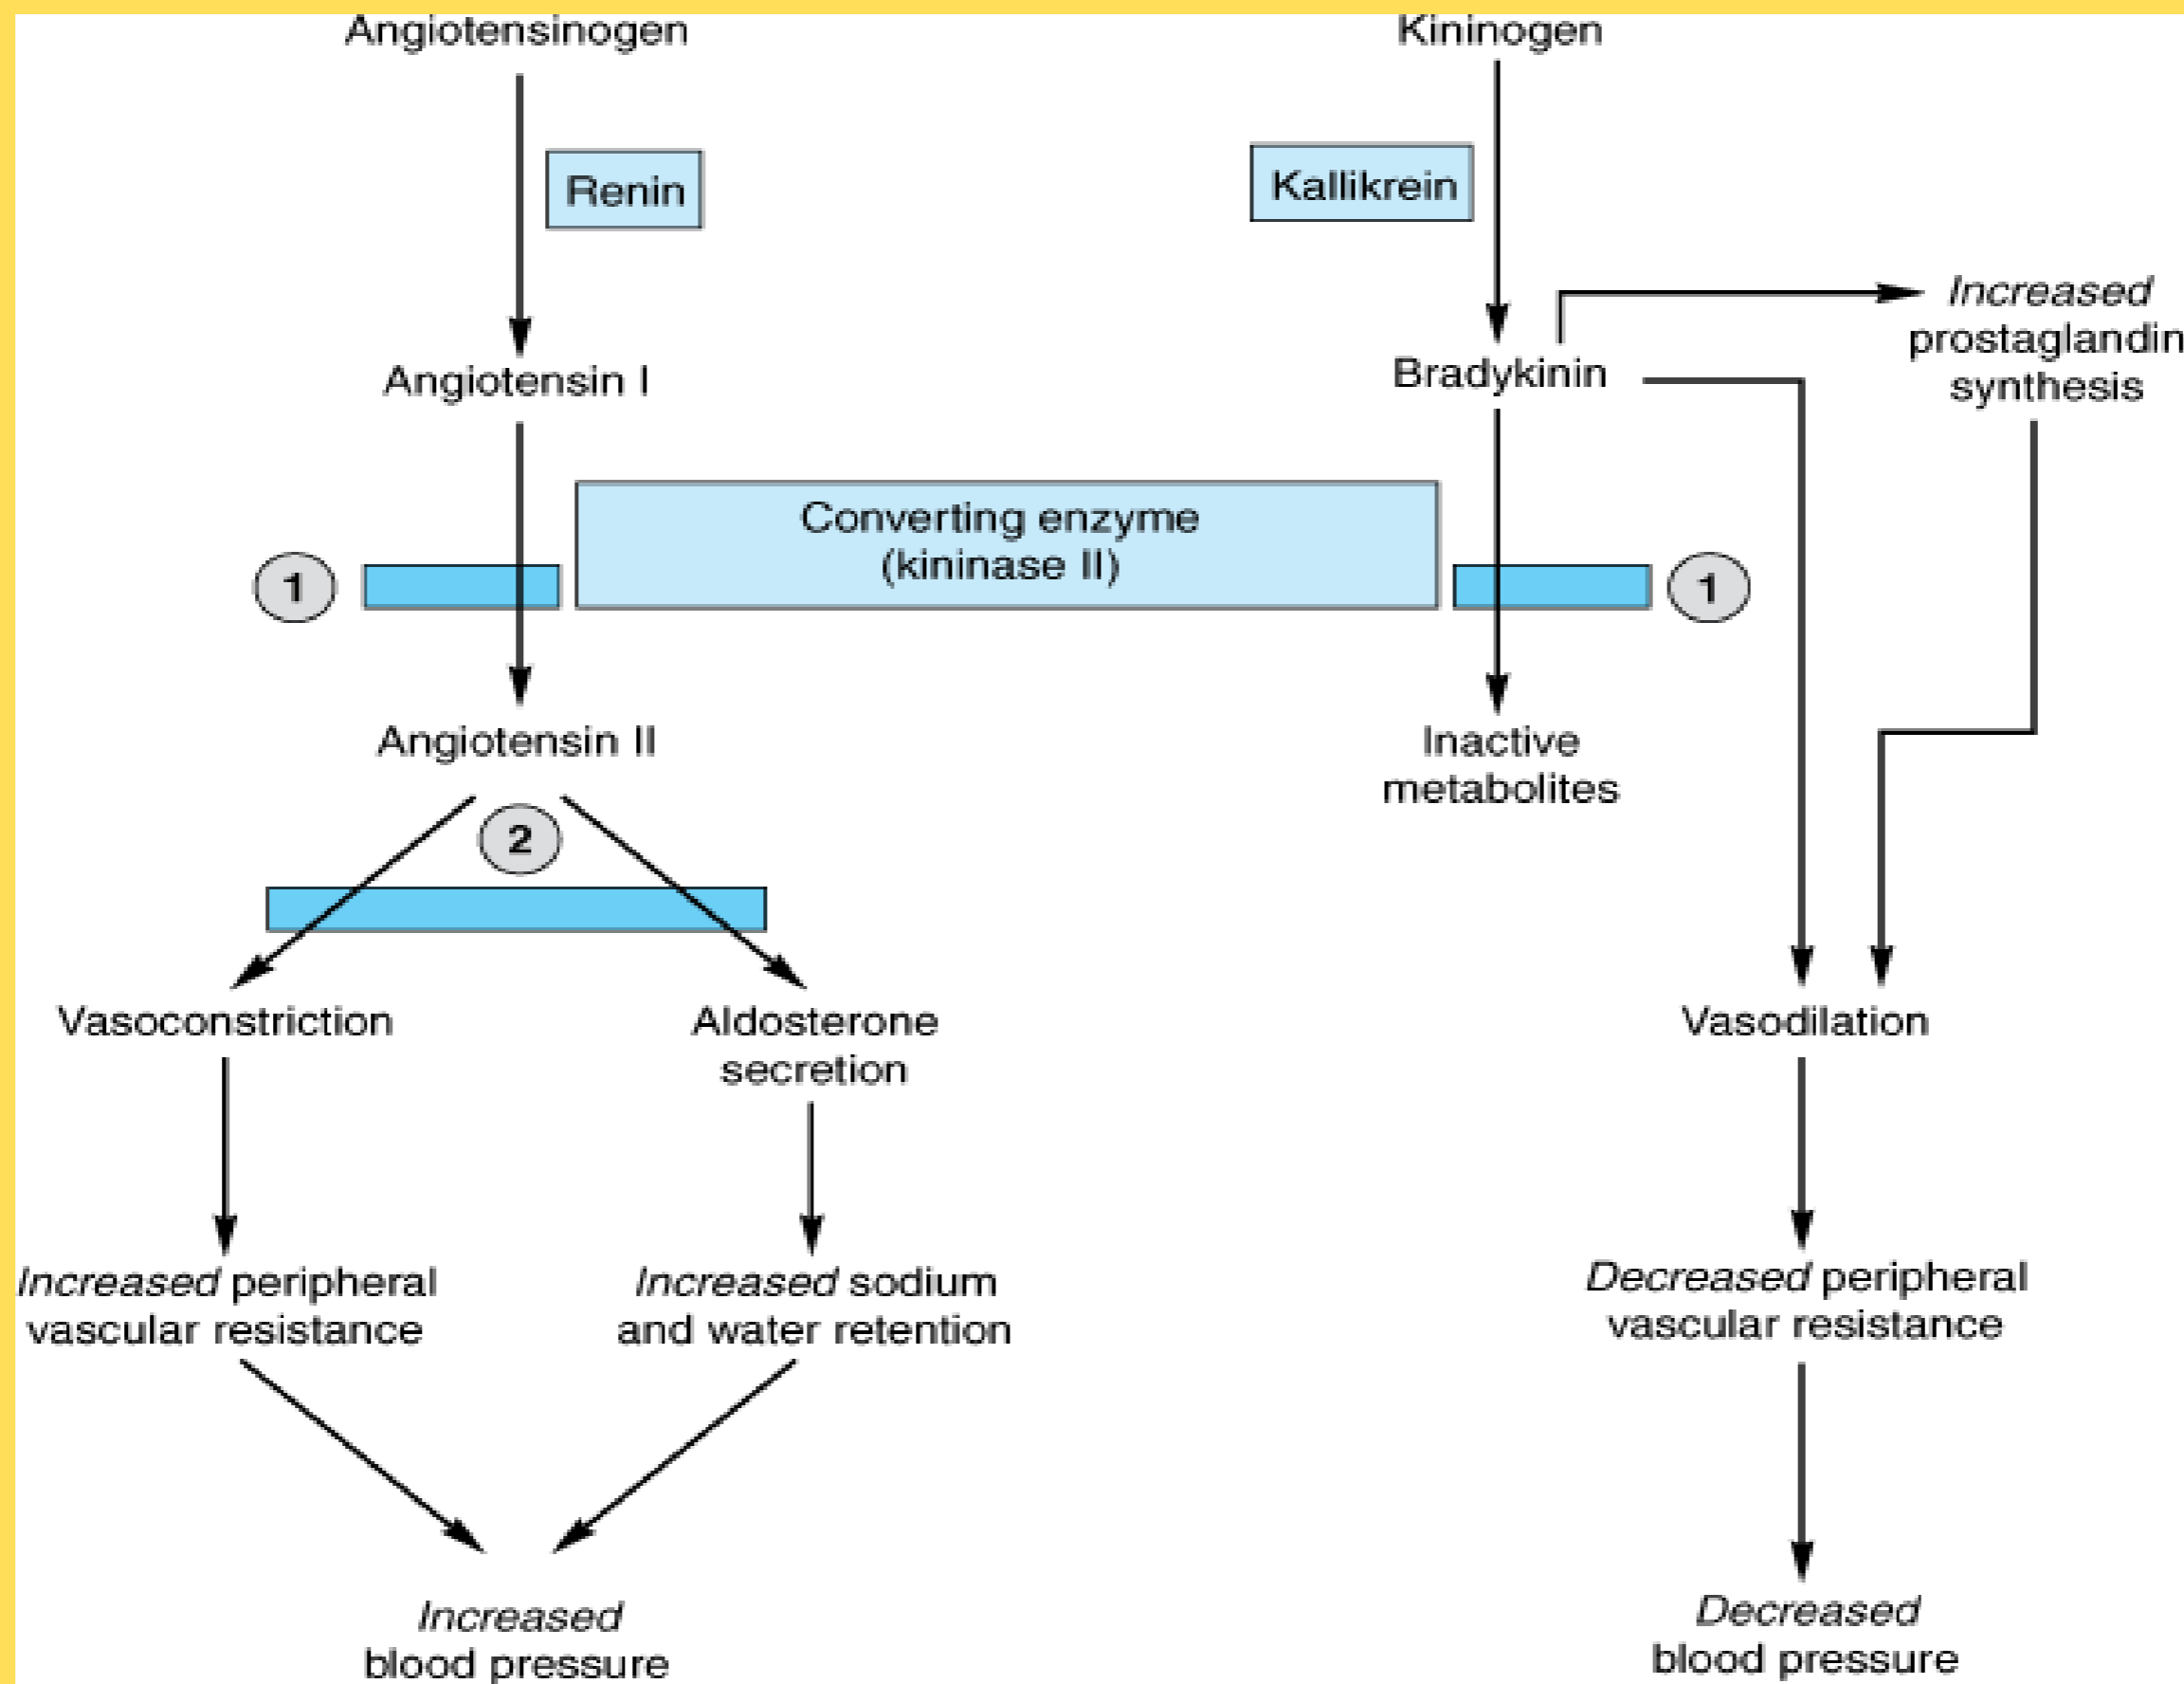 Angiotensinogen
Kininogen
Renin
Kallikrein
Increased
prostaglandin
synthesis
Angiotensin I
Bradykinin
Converting enzyme
(kininase II)
1
1
Angiotensin II
Inactive
metabolites
2
Vasoconstriction
Aldosterone
secretion
Vasodilation
Increased peripheral
vascular resistance
Increased sodium
and water retention
Decreased peripheral
vascular resistance
Increased
blood pressure
Decreased
blood pressure